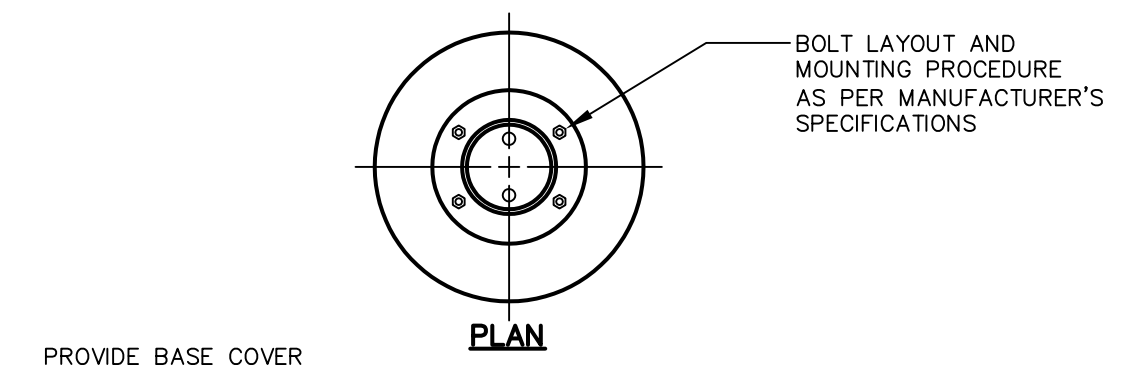 BOLT LAYOUT AND
MOUNTING PROCEDURE
AS PER MANUFACTURER'S
SPECIFICATIONS
PLAN
PROVIDE BASE COVER